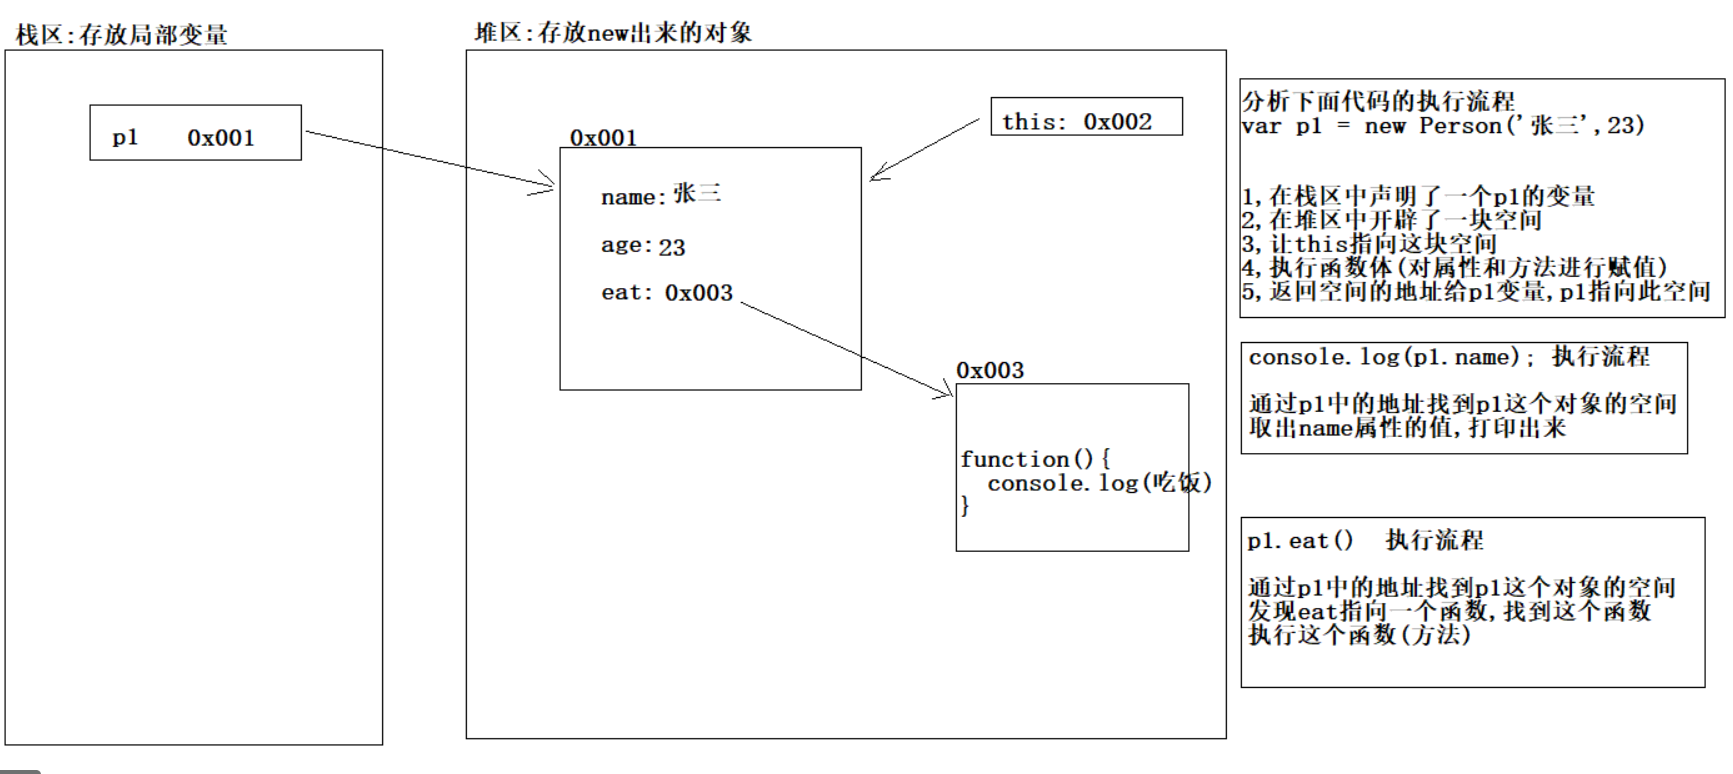 栈区:存放局部变量
p1 0x001
堆区:存放new出来的对象
this: 0x002
0x001
name:张三
age:23
eat: 0x003
0x003
function(){
console.log(吃饭)
}
分析下面代码的执行流程
var p1 = new Person('张三',23)
1,在栈区中声明了一个p1的变量
2,在堆区中开辟了一块空间
3,让this指向这块空间
4,执行函数体(对属性和方法进行赋值)
5,返回空间的地址给p1变量,p1指向此空间
console.log(p1.name); 执行流程
通过p1中的地址找到p1这个对象的空间
取出name属性的值,打印出来
p1.eat() 执行流程
通过p1中的地址找到p1这个对象的空间
发现eat指向一个函数,找到这个函数
执行这个函数(方法)